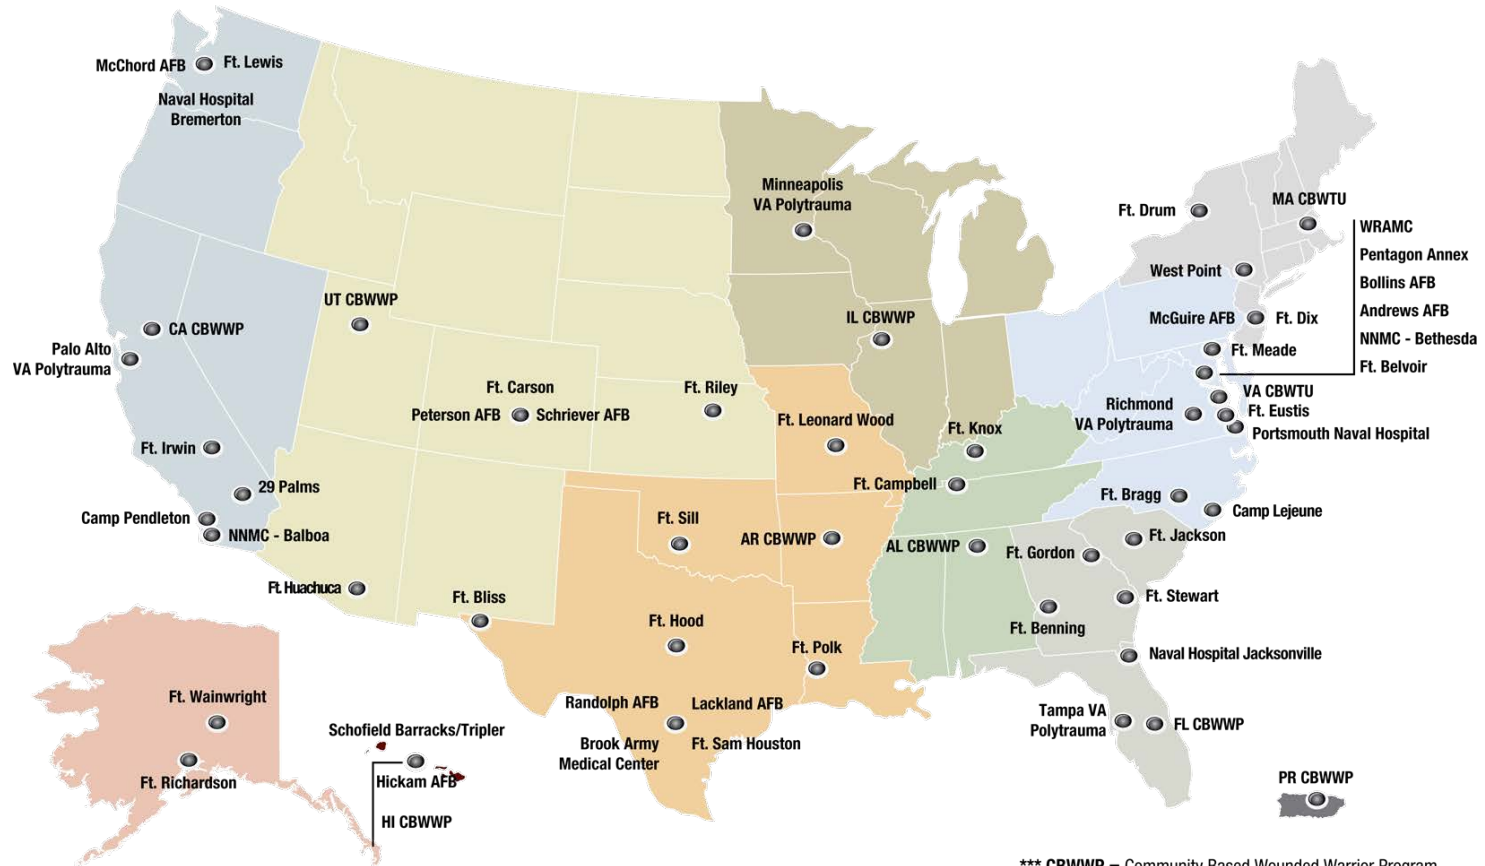 McChord AFB
Ft. Lewis
Naval Hospital
Bremerton
Minneapolis
VA Polytrauma
Ft. Drum
MA CBWTU
WRAMC
Pentagon Annex
Bollins AFB
Andrews AFB
NNMC - Bethesda
Ft. Belvoir
West Point
McGuire AFB
Ft. Dix
Ft. Meade
UT CBWWP
CA CBWWP
IL CBWWP
Palo Alto
VA Polytrauma
Ft. Carson
Peterson AFB
Schriever AFB
Ft. Riley
Ft. Leonard Wood
Ft. Knox
Richmond
VA Polytrauma
VA CBWTU
Ft. Eustis
Portsmouth Naval Hospital
Ft. Irwin
29 Palms
Ft. Campbell
Ft. Bragg
Camp Lejeune
Camp Pendleton
NNMC - Balboa
Ft. Sill
AR CBWWP
AL CBWWP
Ft. Gordon
Ft. Jackson
Ft. Huachuca
Ft. Bliss
Ft. Stewart
Ft. Benning
Ft. Hood
Ft. Polk
Naval Hospital Jacksonville
Ft. Wainwright
Randolph AFB
Lackland AFB
Tampa VA
Polytrauma
FL CBWWP
Schofield Barracks/Tripler
Brook Army
Medical Center
Ft. Sam Houston
Ft. Richardson
Hickam AFB
HI CBWWP
PR CBWWP
*** CBWWP = Community Based Wounded Warrior Program